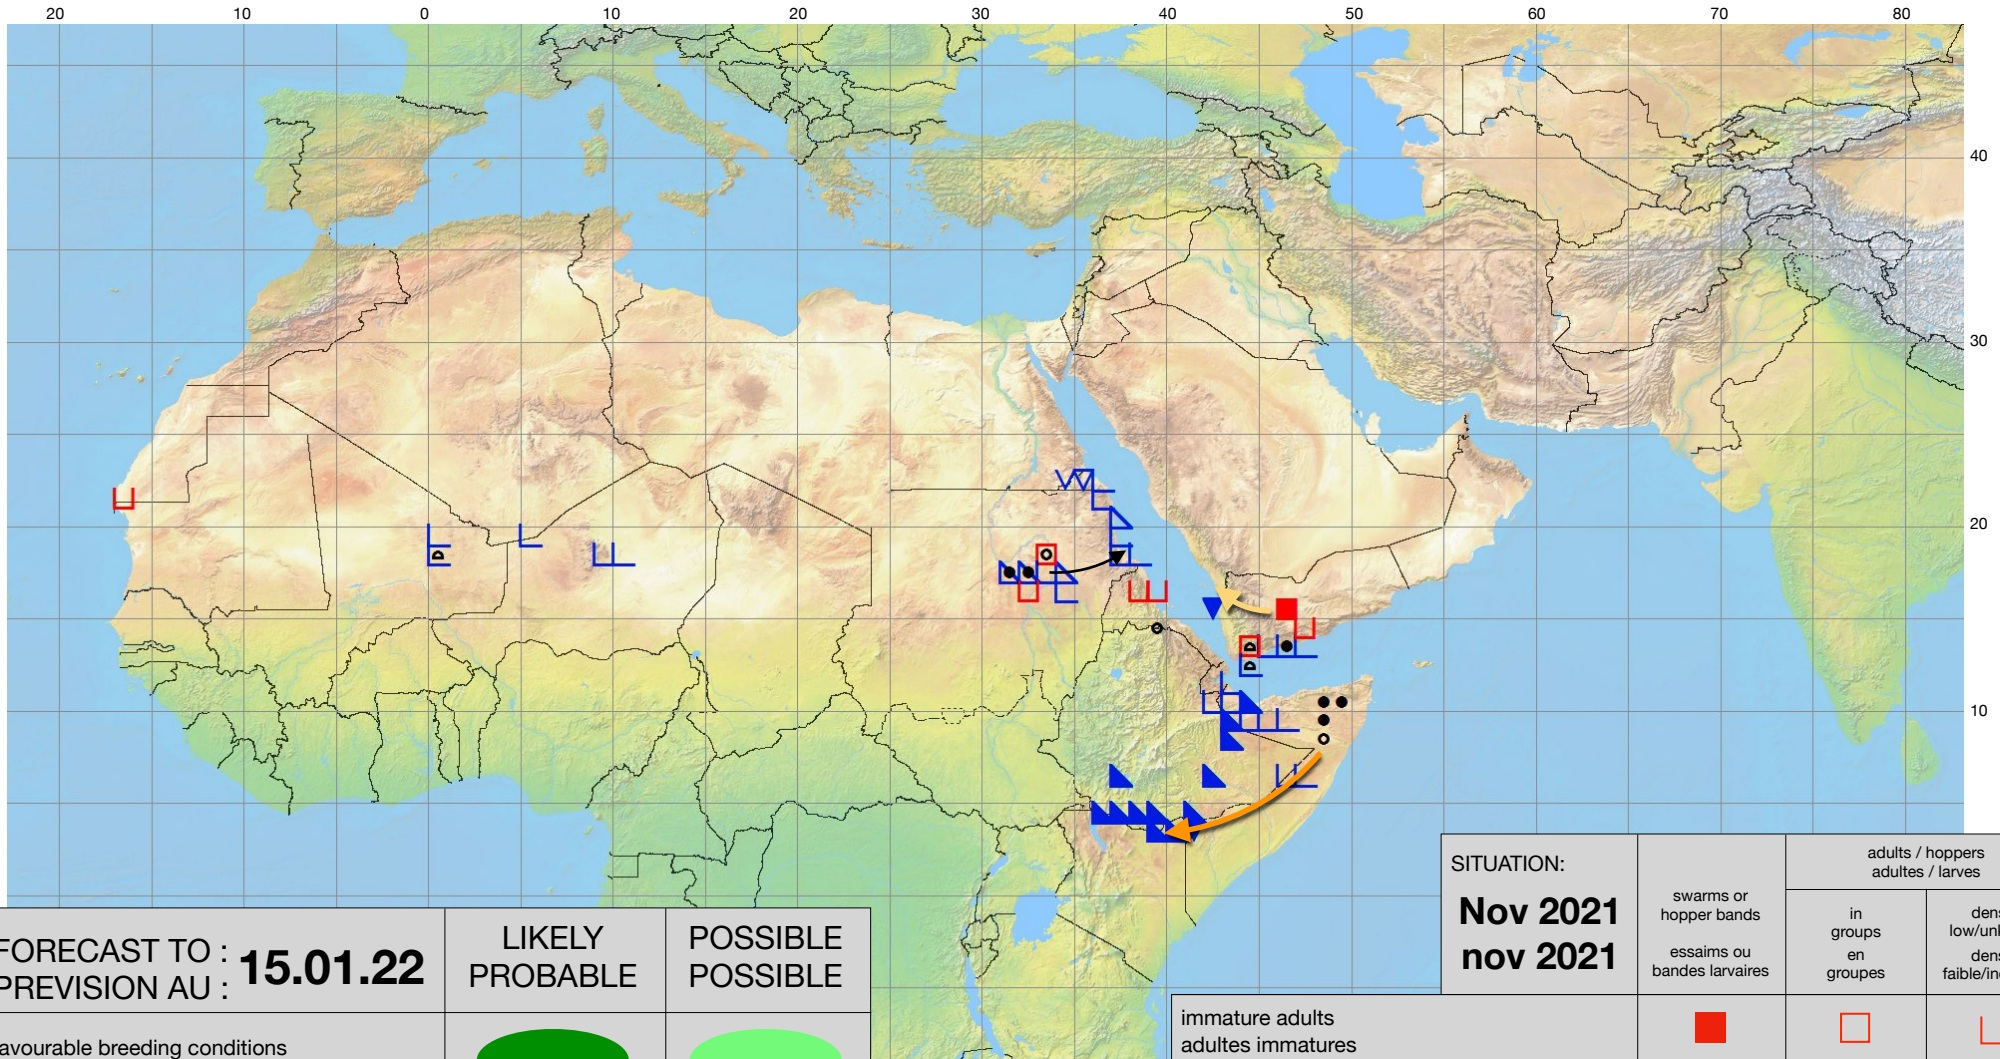 20 10 0 10 20 30 40 50 60 70 80
40
30
20
10
SITUATION:
Nov 2021
nov 2021
swarms or
hopper bands
essaims ou
bandes larvaires
adults / hoppers
adultes / larves
in
groups
en
groupes
FORECAST TO :
PREVISION AU :
15.01.22
LIKELY
PROBABLE
POSSIBLE
POSSIBLE
breeding conditions
immature adults
adultes immatures